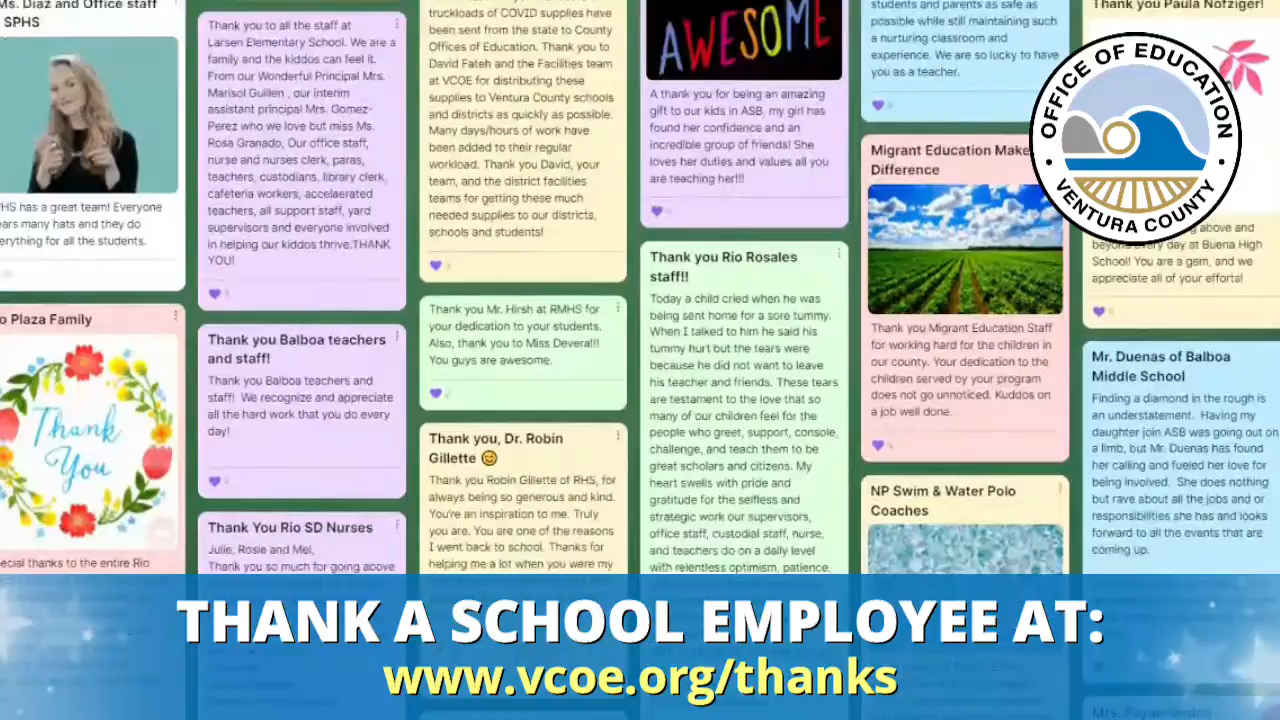 Ms. Diaz and Office staff
SPHS
HS has a great team! Everyone
many hats and they do
for all the students.
Plaza Family
Thank
You
thanks to the entire Rio
Thank you to all the staff at
Larsen Elementary School. We are a
family and the kiddos can feel it.
From our Wonderful Principal Mrs.
Marisol Guillen , our interim
assistant principal Mrs. Gomez-
Perez who we love but miss Ms.
Rosa Granado, Our office staff,
nurse and nurses clerk, paras,
teachers, custodians, library clerk,
cafeteria workers, accelaerated
teachers, all support staff, yard
supervisors and everyone involved
in helping our kiddos thrive.THANK
YOU!
Thank you Balboa teachers
and staff!
Thank you Balboa teachers and
staff! We recognize and appreciate
all the hard work that you do every
day!
Thank You Rio SD Nurses
Julie, Rosie and Mel,
Thank you so much for going above
truckloads of COVID supplies have
been sent from the state to County
Offices of Education. Thank you to
David Fateh and the Facilities team
at VCOE for distributing these
supplies to Ventura County schools
and districts as quickly as possible.
Many days/hours of work have
been added to their regular
workload. Thank you David, your
team, and the district facilities
teams for getting these much
needed supplies to our districts,
schools and students!
Thank you Mr. Hirsh at RMHS for
your dedication to your students.
Also, thank you to Miss Devera!!!
You guys are awesome.
Thank you, Dr. Robin
Gillette 😊
Thank you Robin Gillette of RHS, for
always being so generous and kind.
You're an inspiration to me. Truly
you are. You are one of the reasons
I went back to school. Thanks for
helping me a lot when you were my
AWESOME
A thank you for being an amazing
gift to our kids in ASB, my girl has
found her confidence and an
incredible group of friends! She
loves her duties and values all you
are teaching her!!!
Thank you Rio Rosales
staff!!
Today a child cried when he was
being sent home for a sore tummy.
When I talked to him he said his
tummy hurt but the tears were
because he did not want to leave
his teacher and friends. These tears
are testament to the love that so
many of our children feel for the
people who greet, support, console,
challenge, and teach them to be
great scholars and citizens. My
heart swells with pride and
gratitude for the selfless and
strategic work our supervisors,
office staff, custodial staff, nurse,
and teachers do on a daily level
with relentless optimism, patience,
students and parents as safe as
possible while still maintaining such
a nurturing classroom and
experience. We are so lucky to have
you as a teacher.
Migrant Education Make
Difference
Thank you Migrant Education Staff
for working hard for the children in
our county. Your dedication to the
children served by your program
does not go unnoticed. Kuddos on
a job well done.
NP Swim & Water Polo
Coaches
Thank you Paula Notziger!
above and
beyond every day at Buena High
School! You are a gem, and we
appreciate all of your efforts!
Mr. Duenas of Balboa
Middle School
Finding a diamond in the rough is
an understatement. Having my
daughter join ASB was going out on
a limb, but Mr. Duenas has found
her calling and fueled her love for
being involved. She does nothing
but rave about all the jobs and or
responsibilities she has and looks
forward to all the events that are
coming up.
OFFICE OF EDUCATION
VENTURA COUNTY
THANK A SCHOOL EMPLOYEE AT:
www.vcoe.org/thanks